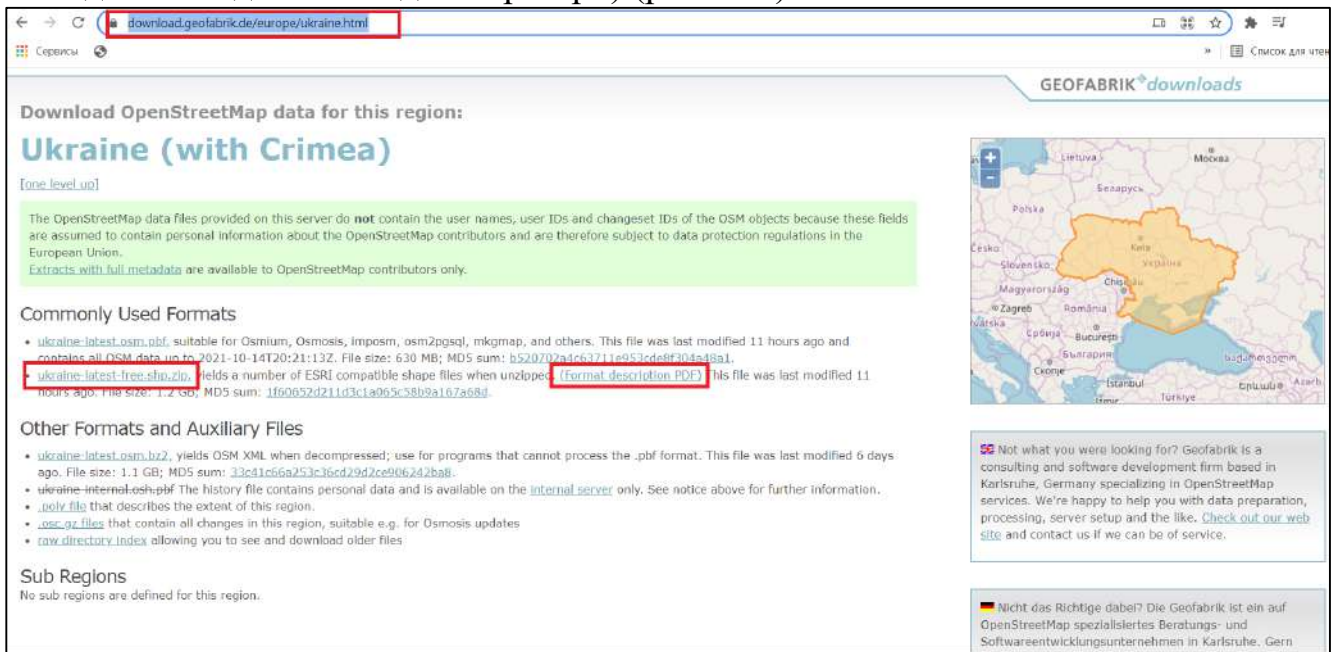 download.geofabrik.de/europe/ukraine.html
Сервисы
» Список для чтен
GEOFABRIK downloads
Download OpenStreetMap data for this region:
Ukraine (with Crimea)
[one level up]
The OpenStreetMap data files provided on this server do not contain the user names, user IDs and changeset IDs of the OSM objects because these fields
are assumed to contain personal information about the OpenStreetMap contributors and are therefore subject to data protection regulations in the
European Union.
Extracts with full metadata are available to OpenStreetMap contributors only.
Commonly Used Formats
• ukraine-latest.osm.pbf, suitable for Osmium, Osmosis, imposm, osm2pgsql, mkgmap, and others. This file was last modified 11 hours ago and
contains all OSM data up to 2021-10-14T20:21:13Z. File size: 630 MB; MD5 sum: b520702a4c63711e953cde8f304a48a1.
• ukraine-latest-free.shp.zip, yields a number of ESRI compatible shape files when unzipped. (Format description PDF) This file was last modified 11
hours ago. File size: 1.2 GB; MD5 sum: 1f60652d211d3c1a065c58b9a167a68d.
Other Formats and Auxiliary Files
• ukraine-latest.osm.bz2, yields OSM XML when decompressed; use for programs that cannot process the .pbf format. This file was last modified 6 days
ago. File size: 1.1 GB; MD5 sum: 33c41c66a253c36cd29d2ce906242ba8.
• ukraine-internal.osh.pbf The history file contains personal data and is available on the internal server only. See notice above for further information.
• .poly file that describes the extent of this region.
• .osc.gz files that contain all changes in this region, suitable e.g. for Osmosis updates
• raw directory index allowing you to see and download older files
Sub Regions
No sub regions are defined for this region.
Lietuva
Москва
Беларусь
Polska
Česko
Київ
Україна
Slovensko
Magyarország
Zagreb
România
Србија
București
България
Скопје
İstanbul
İzmir
Türkiye
Azərb
Not what you were looking for? Geofabrik is a
consulting and software development firm based in
Karlsruhe, Germany specializing in OpenStreetMap
services. We're happy to help you with data preparation,
processing, server setup and the like. Check out our web
site and contact us if we can be of service.
Nicht das Richtige dabei? Die Geofabrik ist ein auf
OpenStreetMap spezialisiertes Beratungs- und
Softwareentwicklungsunternehmen in Karlsruhe. Gern